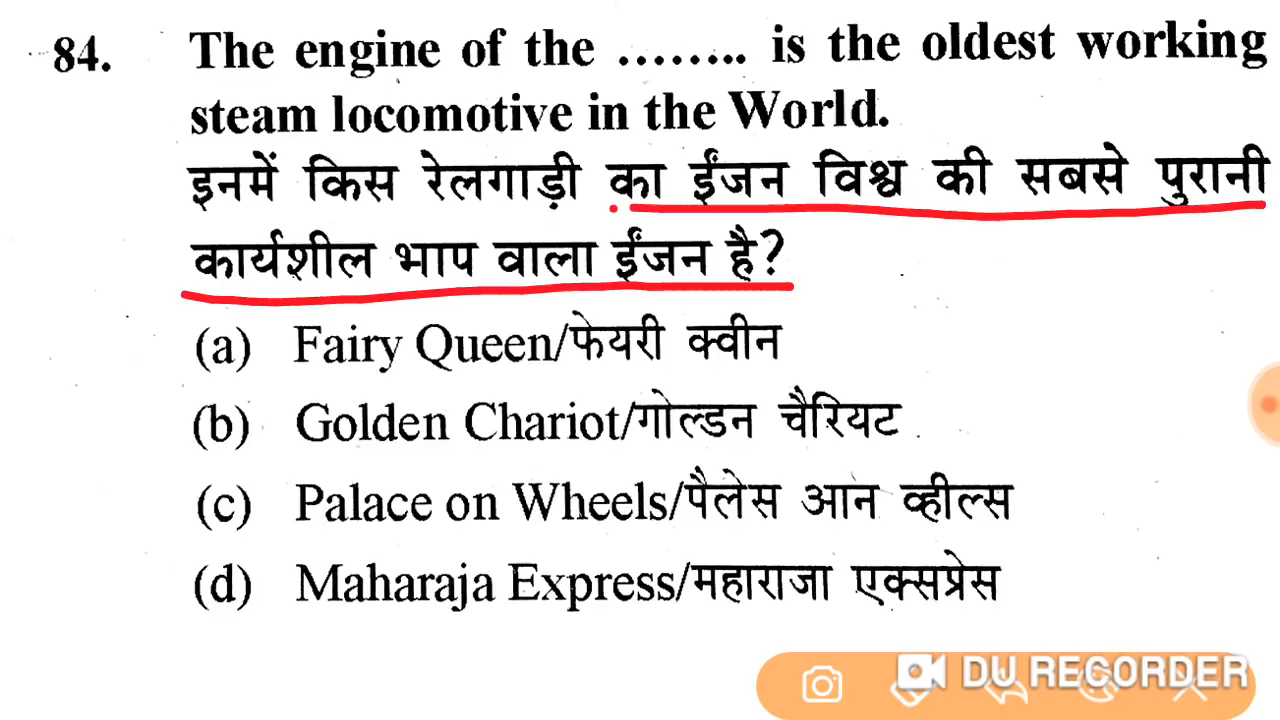 84. The engine of the ........ is the oldest working
steam locomotive in the World.
इनमें किस रेलगाड़ी का ईंजन विश्व की सबसे पुरानी
कार्यशील भाप वाला ईंजन है?
(a) Fairy Queen/फेयरी क्वीन
(b) Golden Chariot/गोल्डन चैरियट
(c) Palace on Wheels/पैलेस आन व्हील्स
(d) Maharaja Express/महाराजा एक्सप्रेस
DU RECORDER